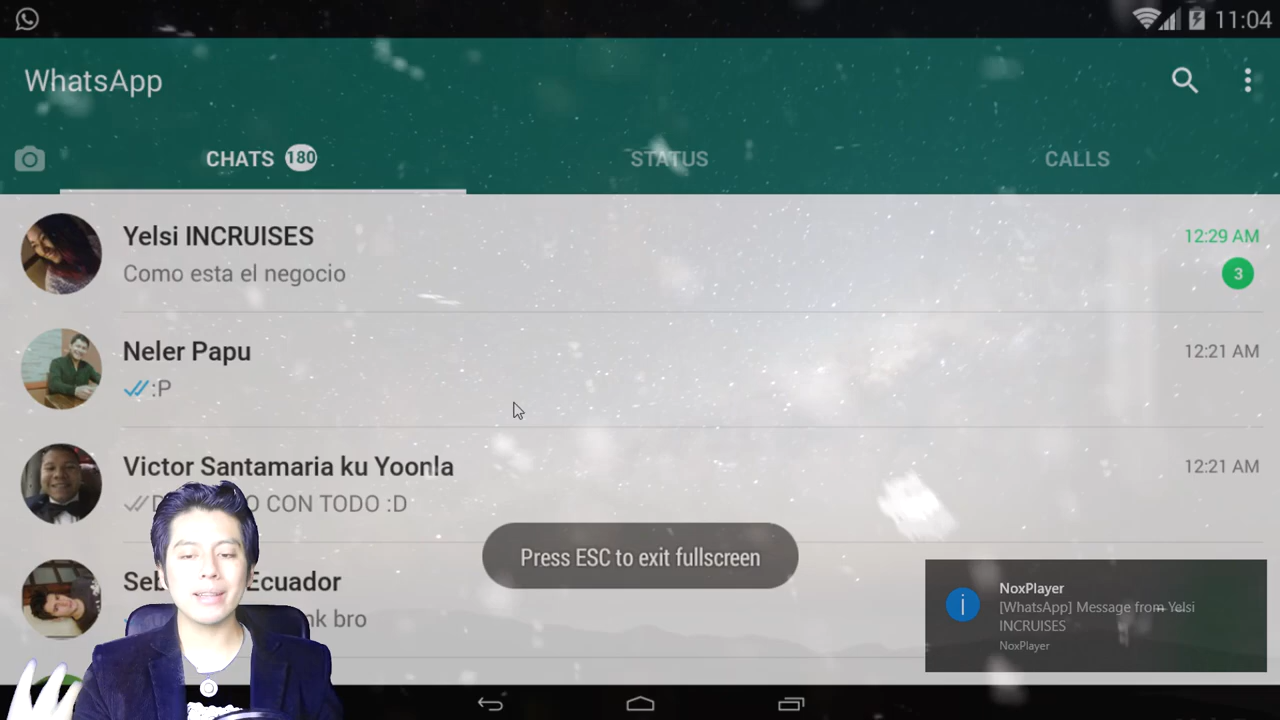 11:04
WhatsApp
CHATS 180
STATUS
CALLS
Yelsi INCRUISES
12:29 AM
Como esta el negocio
3
Neler Papu
12:21 AM
:P
Victor Santamaria ku Yoonla
12:21 AM
CON TODO :D
Ecuador
bro
Press ESC to exit fullscreen
NoxPlayer
[WhatsApp] Message from Yelsi
INCRUISES
NoxPlayer